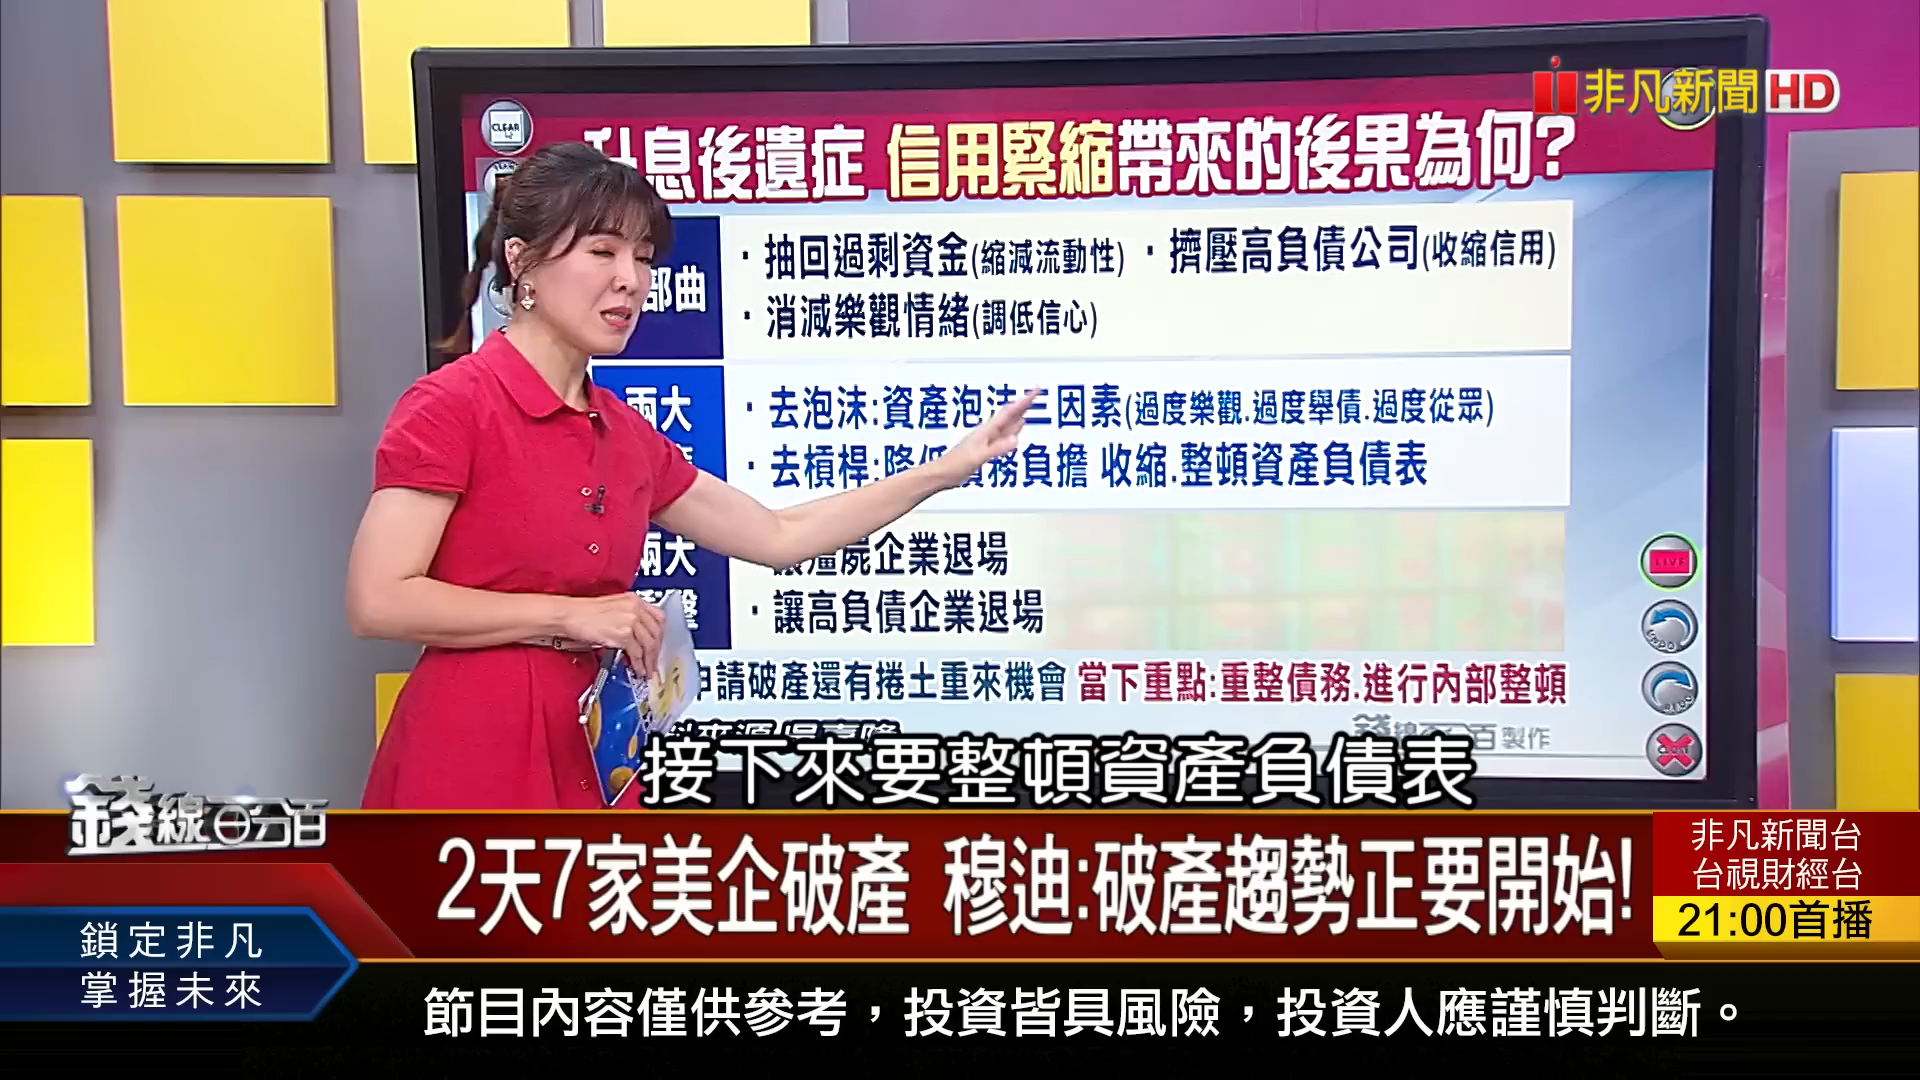 非凡新聞HD
CLEAR
升息後遺症 信用緊縮帶來的後果為何?
部曲
·抽回過剩資金(縮減流動性) ·擠壓高負債公司(收縮信用)
·消減樂觀情緒(調低信心)
兩大
·去泡沫:資產泡沫三因素(過度樂觀.過度舉債.過度從眾)
·去槓桿:降低債務負擔 收縮.整頓資產負債表
兩大
衝擊
讓殭屍企業退場
·讓高負債企業退場
LIVE
申請破產還有捲土重來機會 當下重點:重整債務.進行內部整頓
錢線百分百製作
接下來要整頓資產負債表
錢線百分百
2天7家美企破產 穆迪:破產趨勢正要開始!
非凡新聞台
台視財經台
21:00首播
鎖定非凡
掌握未來
節目內容僅供參考，投資皆具風險，投資人應謹慎判斷。